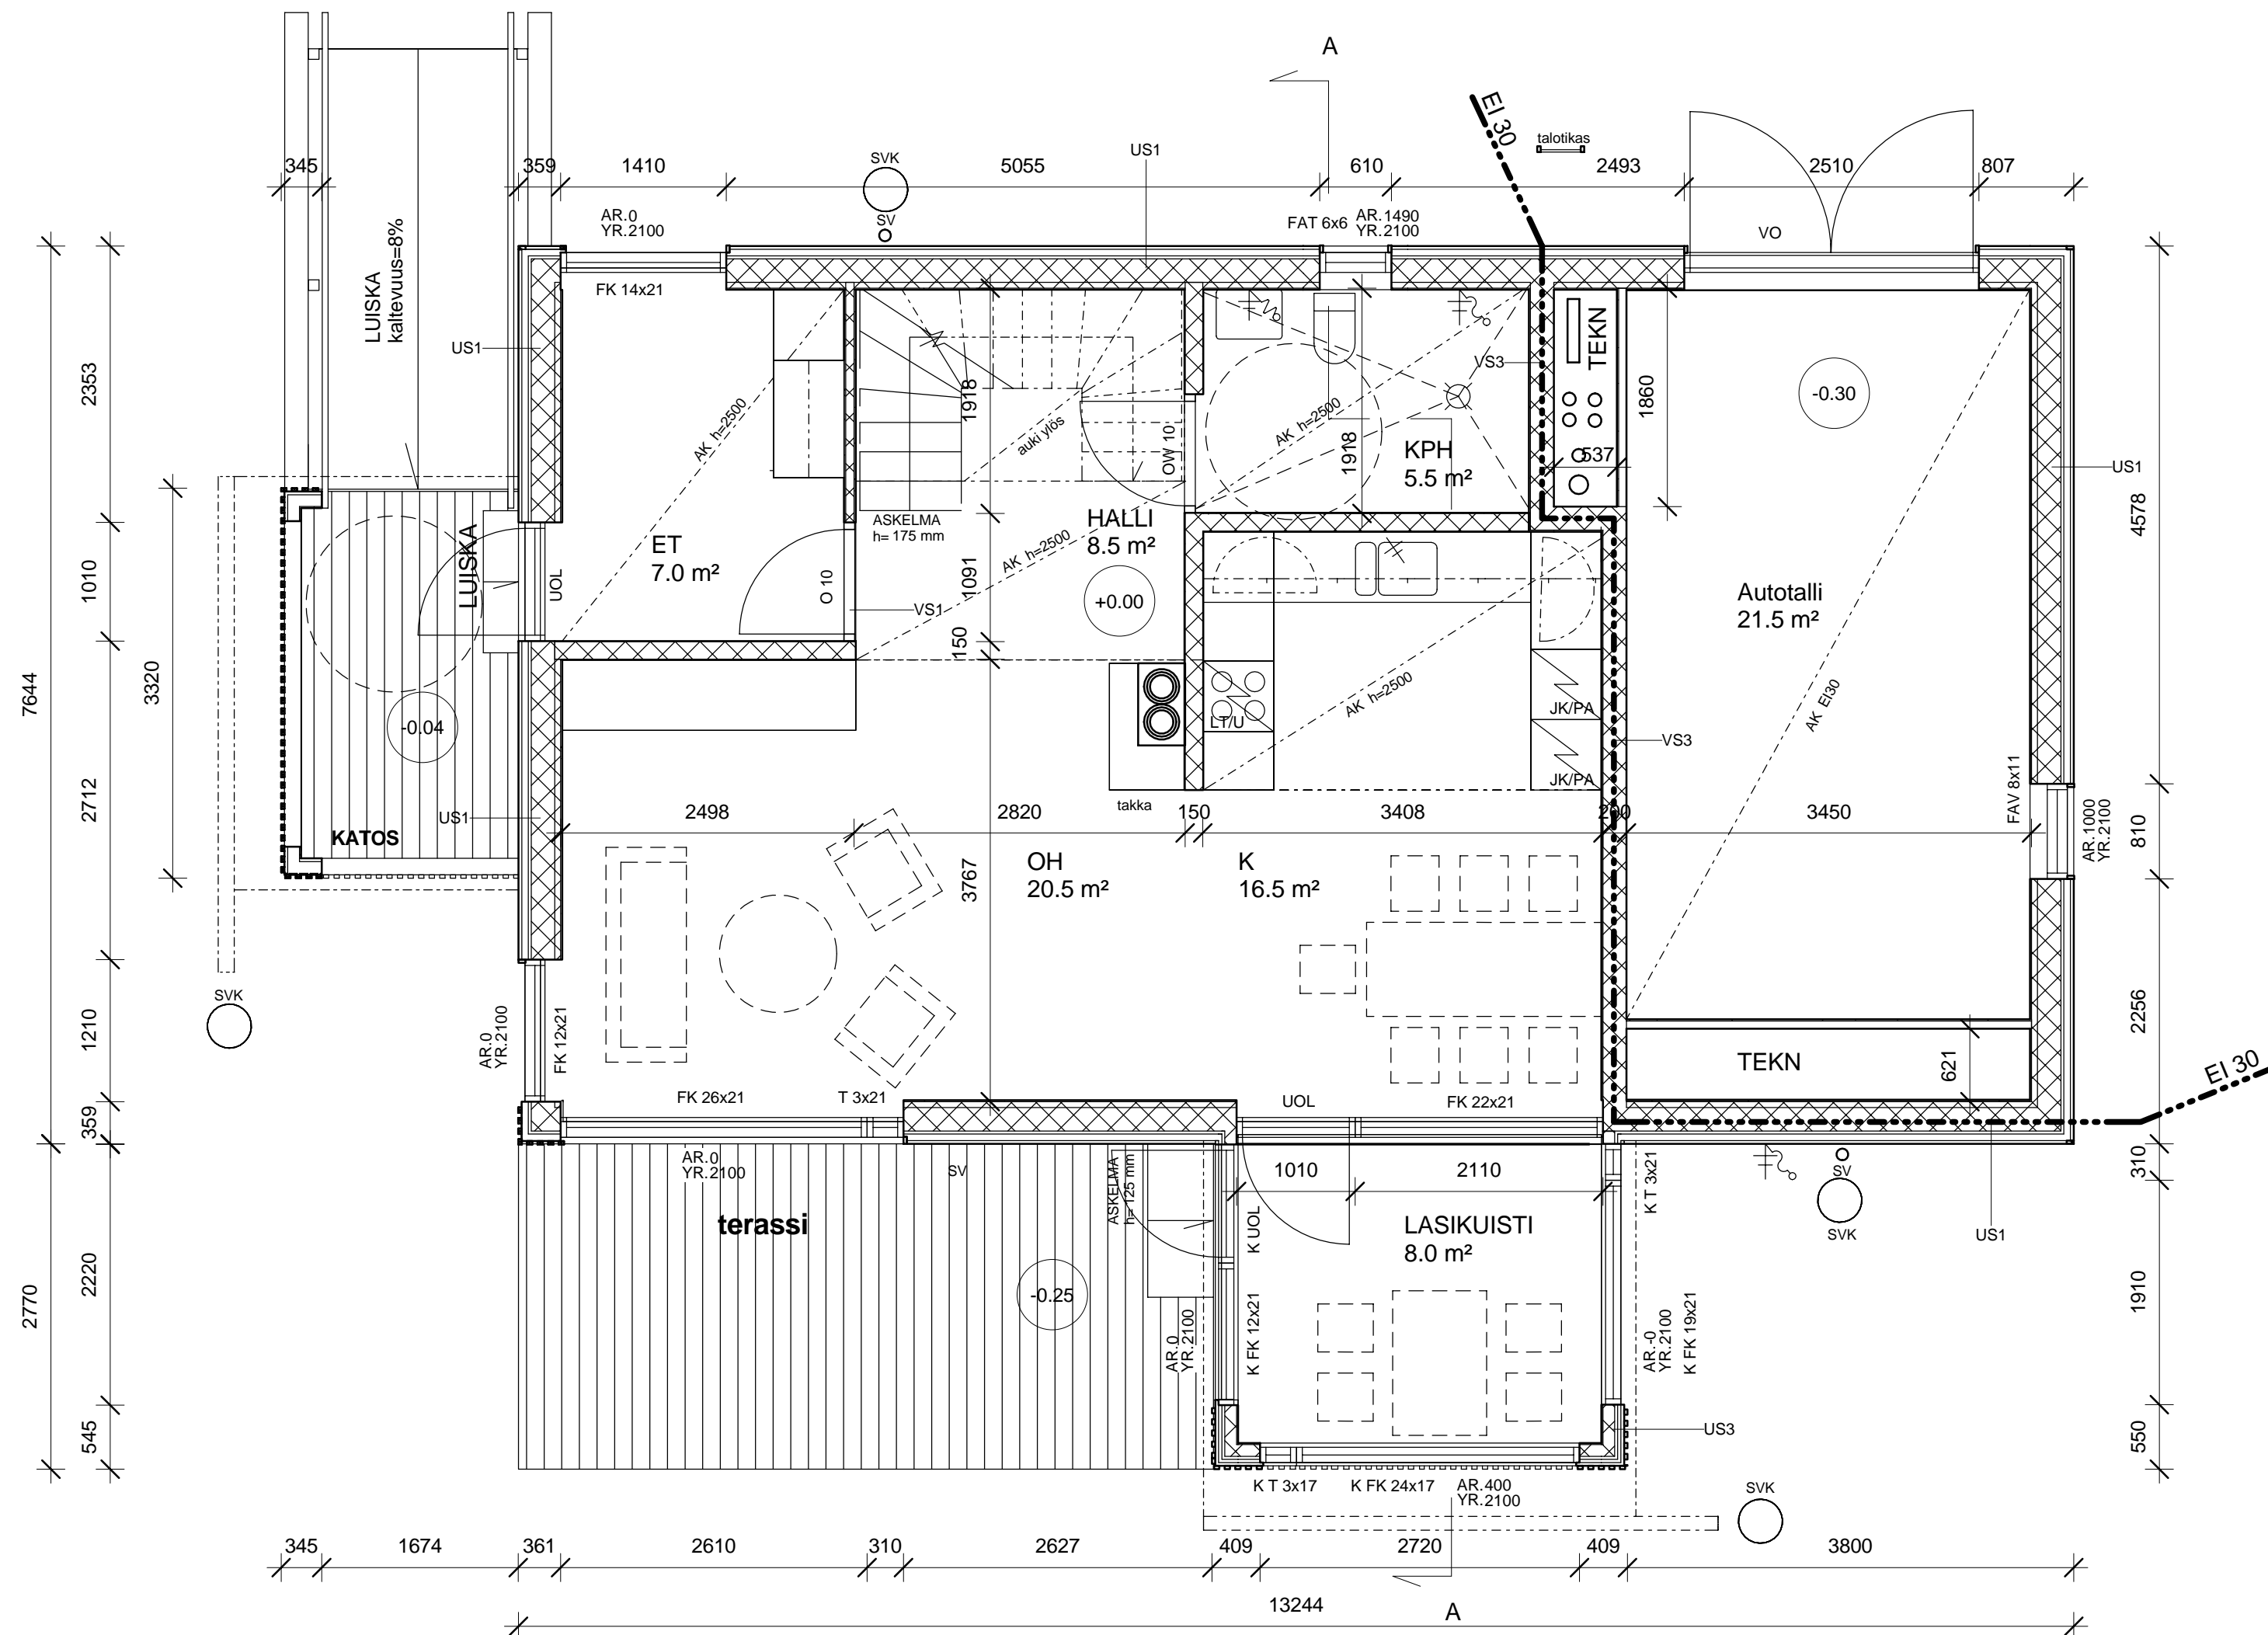 A
EI 30
talotikas
345
359
1410
SVK
5055
US1
610
2493
2510
807
AR.0
YR.2100
SV
FAT 6x6
AR.1490
YR.2100
VO
FK 14x21
LUISKA
kaltevuus=8%
US1
2353
7644
1010
3320
2712
1210
359
2770
2220
545
AK h=2500
1918
auki ylös
OW 10
AK h=2500
1918
VS3
TEKN
1860
537
-0.30
US1
4578
KPH
5.5 m²
ASKELMA
h= 175 mm
HALLI
8.5 m²
ET
7.0 m²
AK h=2500
LUISKA
UOL
O 10
VS1
1091
150
+0.00
Autotalli
21.5 m²
AK EI30
AK h=2500
-0.04
LT/U
JK/PA
JK/PA
VS3
takka
FAV 8x11
AR.1000
YR.2100
810
US1
KATOS
2498
2820
150
3408
200
3450
OH
20.5 m²
K
16.5 m²
3767
SVK
AR.0
YR.2100
FK 12x21
2256
TEKN
621
EI 30
FK 26x21
T 3x21
UOL
FK 22x21
AR.0
YR.2100
SV
ASKELMA
h= 125 mm
1010
2110
K T 3x21
SV
SVK
US1
310
terassi
K UOL
LASIKUISTI
8.0 m²
-0.25
AR.0
YR.2100
K FK 12x21
AR.-0
YR.2100
K FK 19x21
1910
US3
550
K T 3x17
K FK 24x17
AR.400
YR.2100
SVK
345
1674
361
2610
310
2627
409
2720
409
3800
13244
A